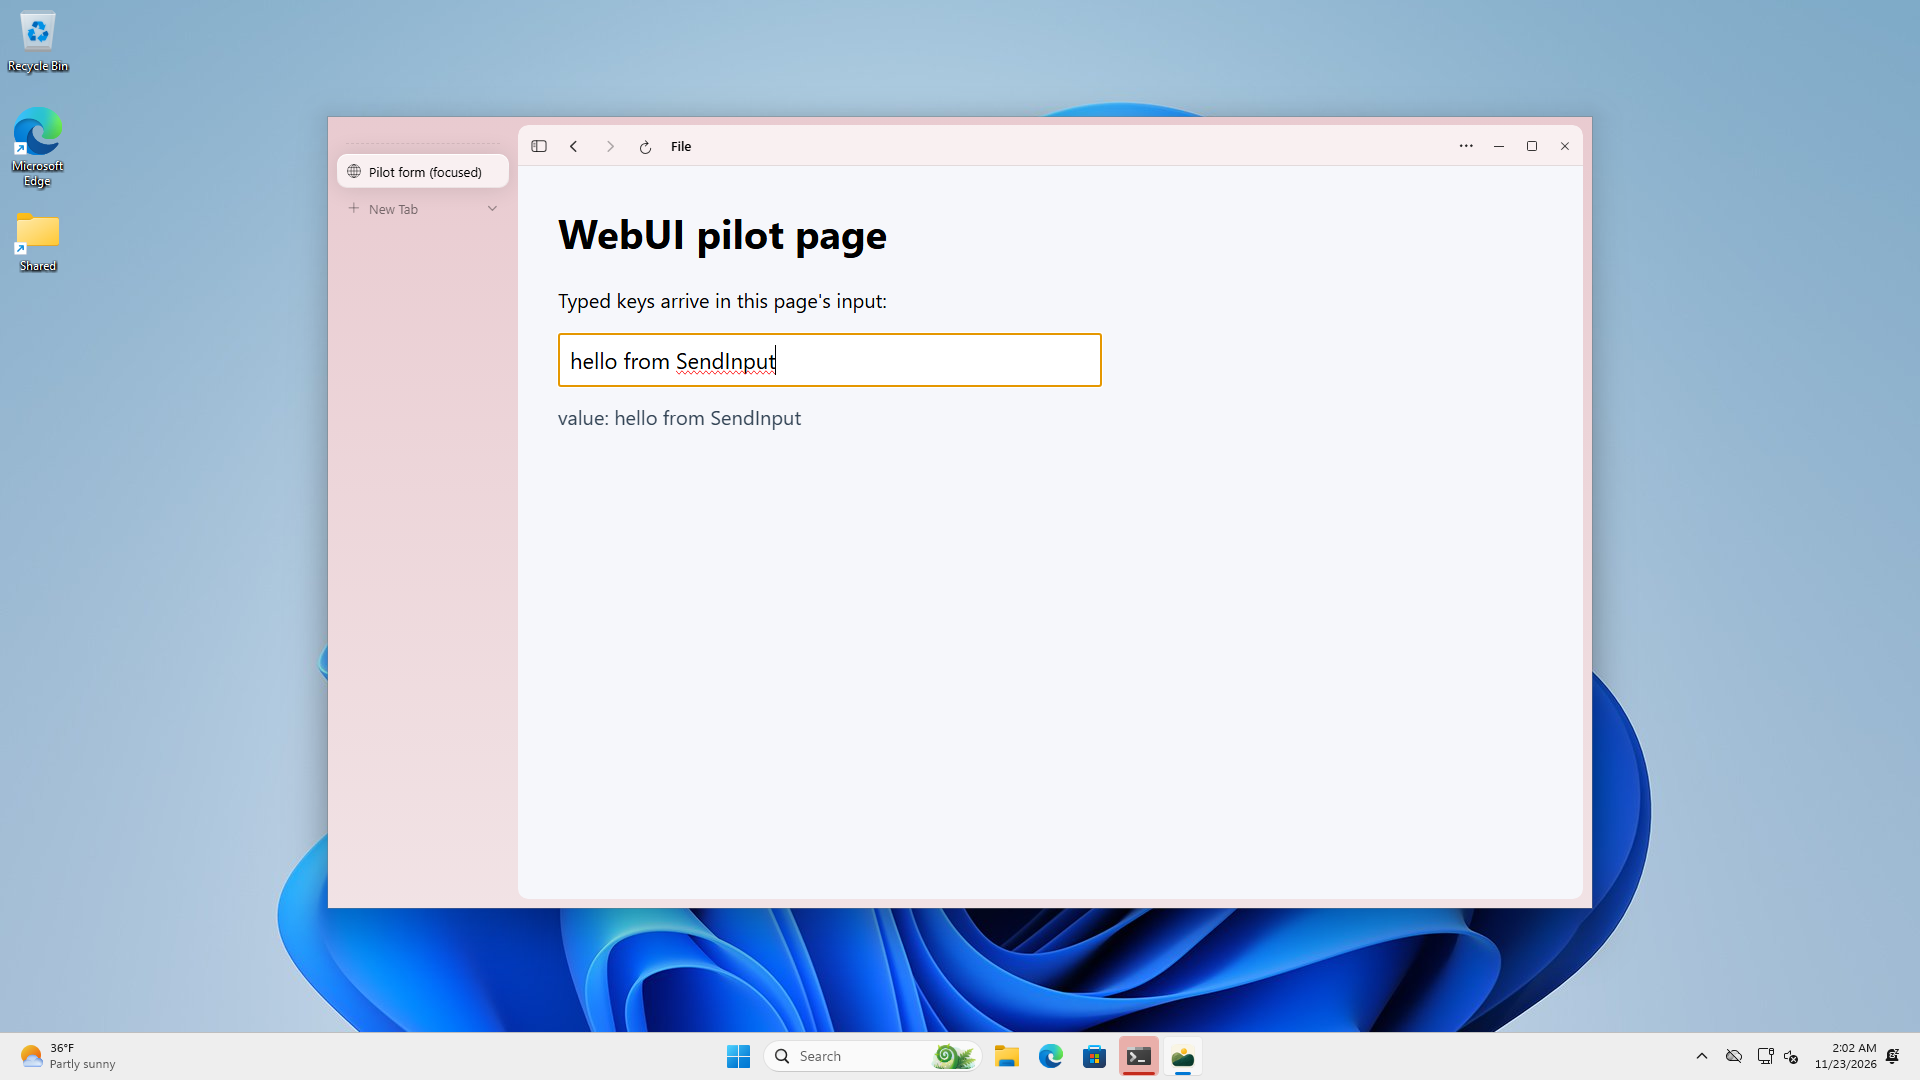 Recycle Bin
Microsoft
Edge
Shared
Pilot form (focused)
New Tab
File
WebUI pilot page
Typed keys arrive in this page's input:
hello from SendInput
value: hello from SendInput
36°F
Partly sunny
Search
2:02 AM
11/23/2026